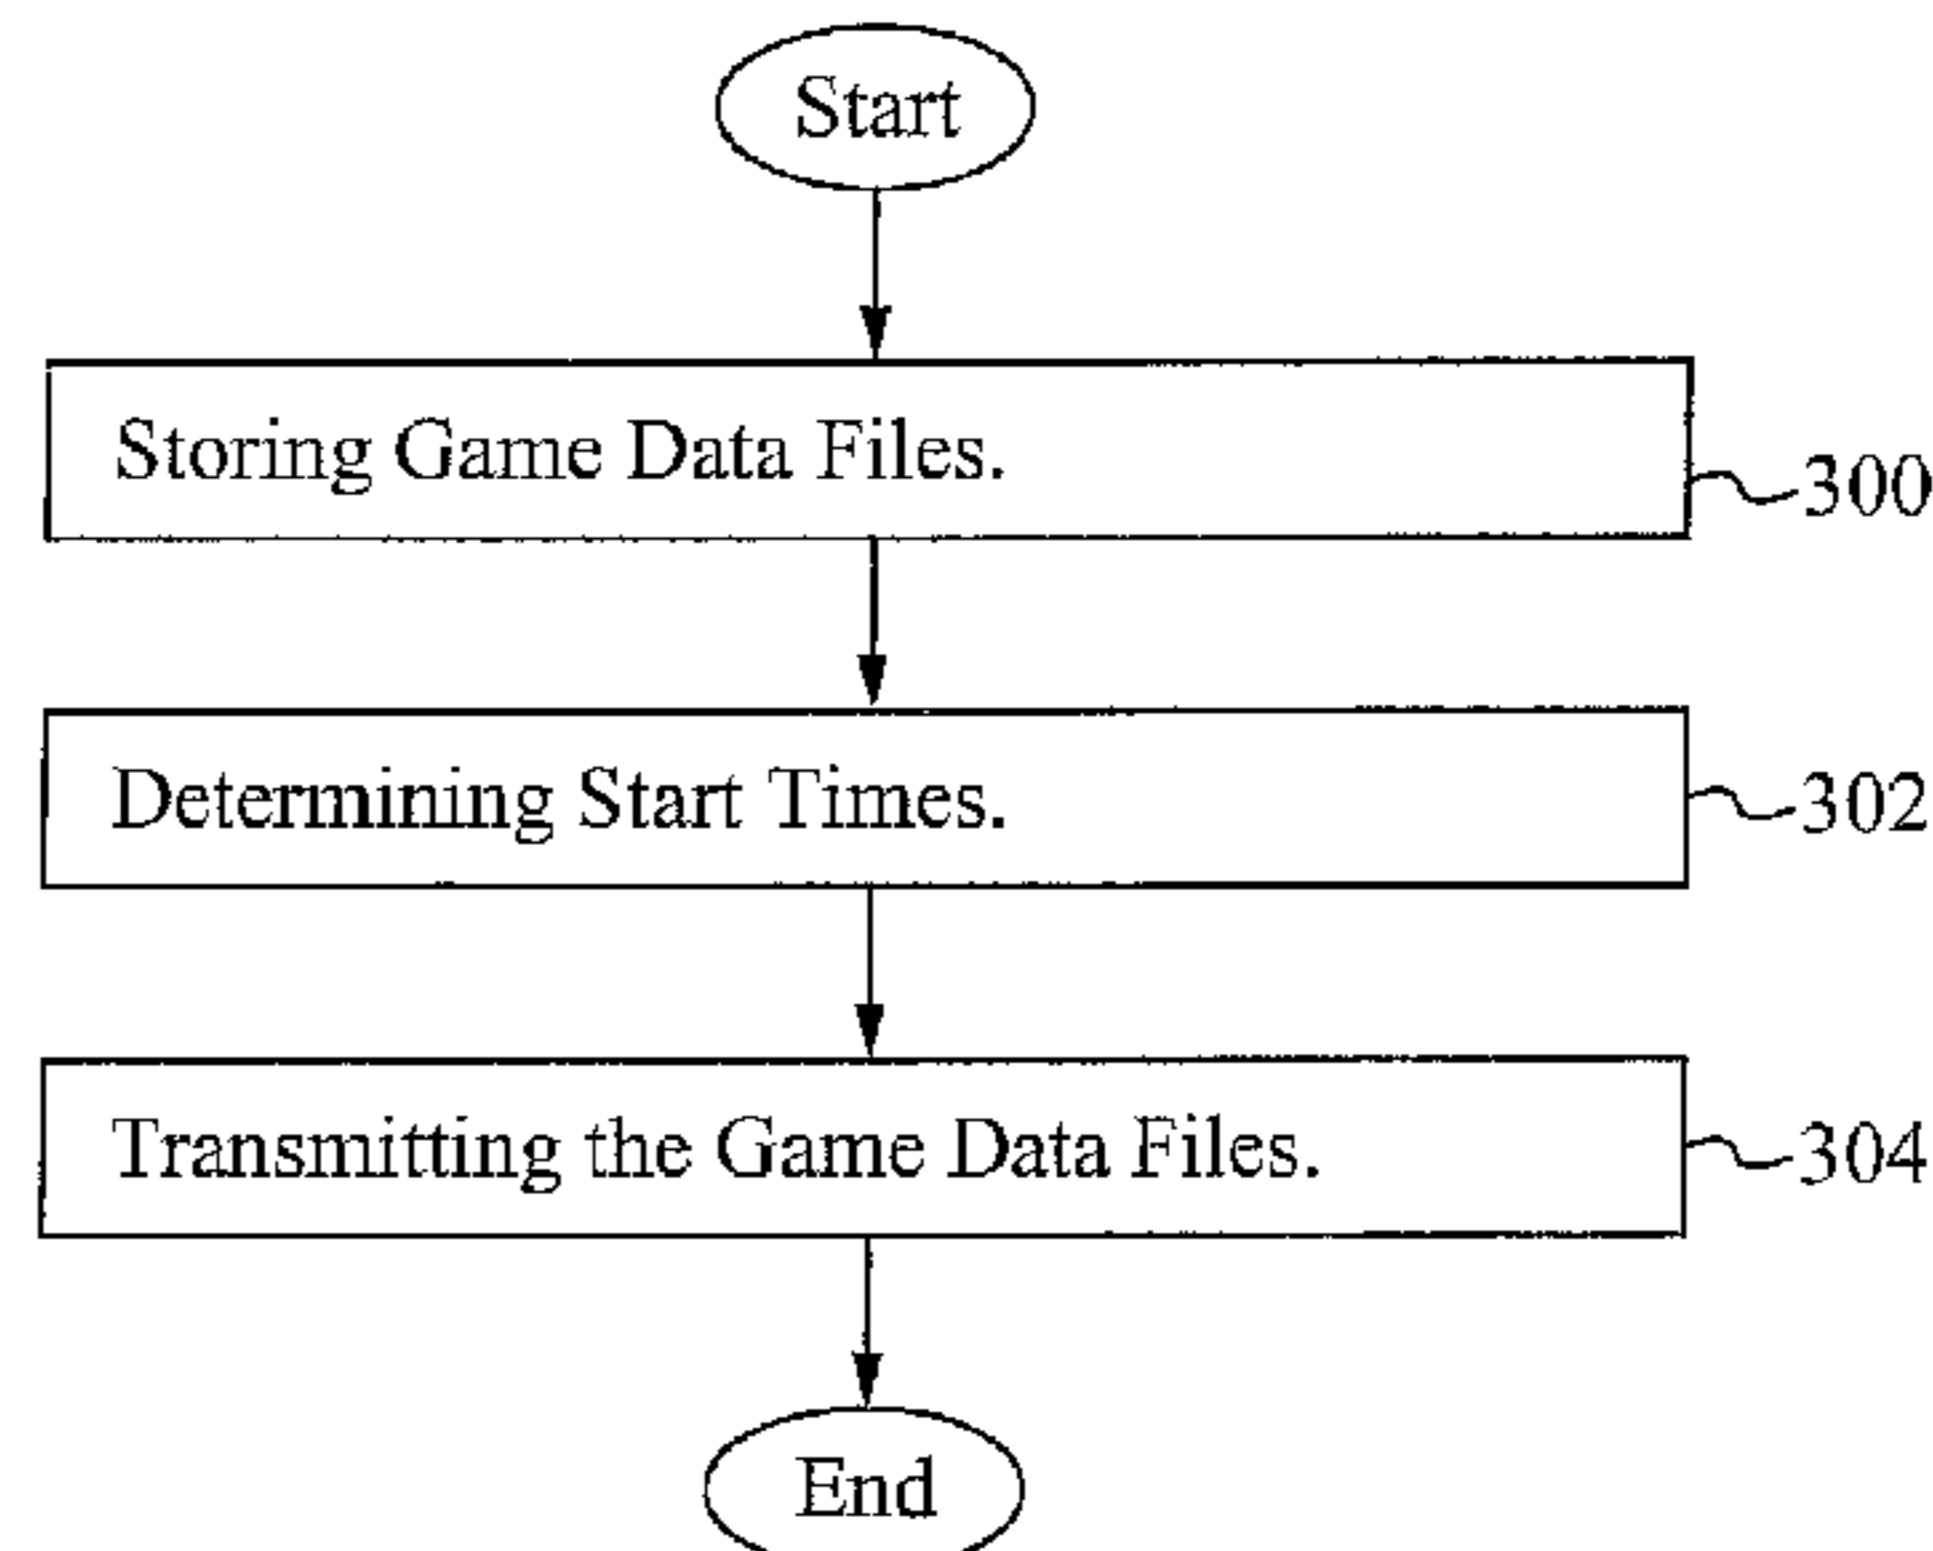 Start
Storing Game Data Files.
300
Determining Start Times.
302
Transmitting the Game Data Files.
304
End